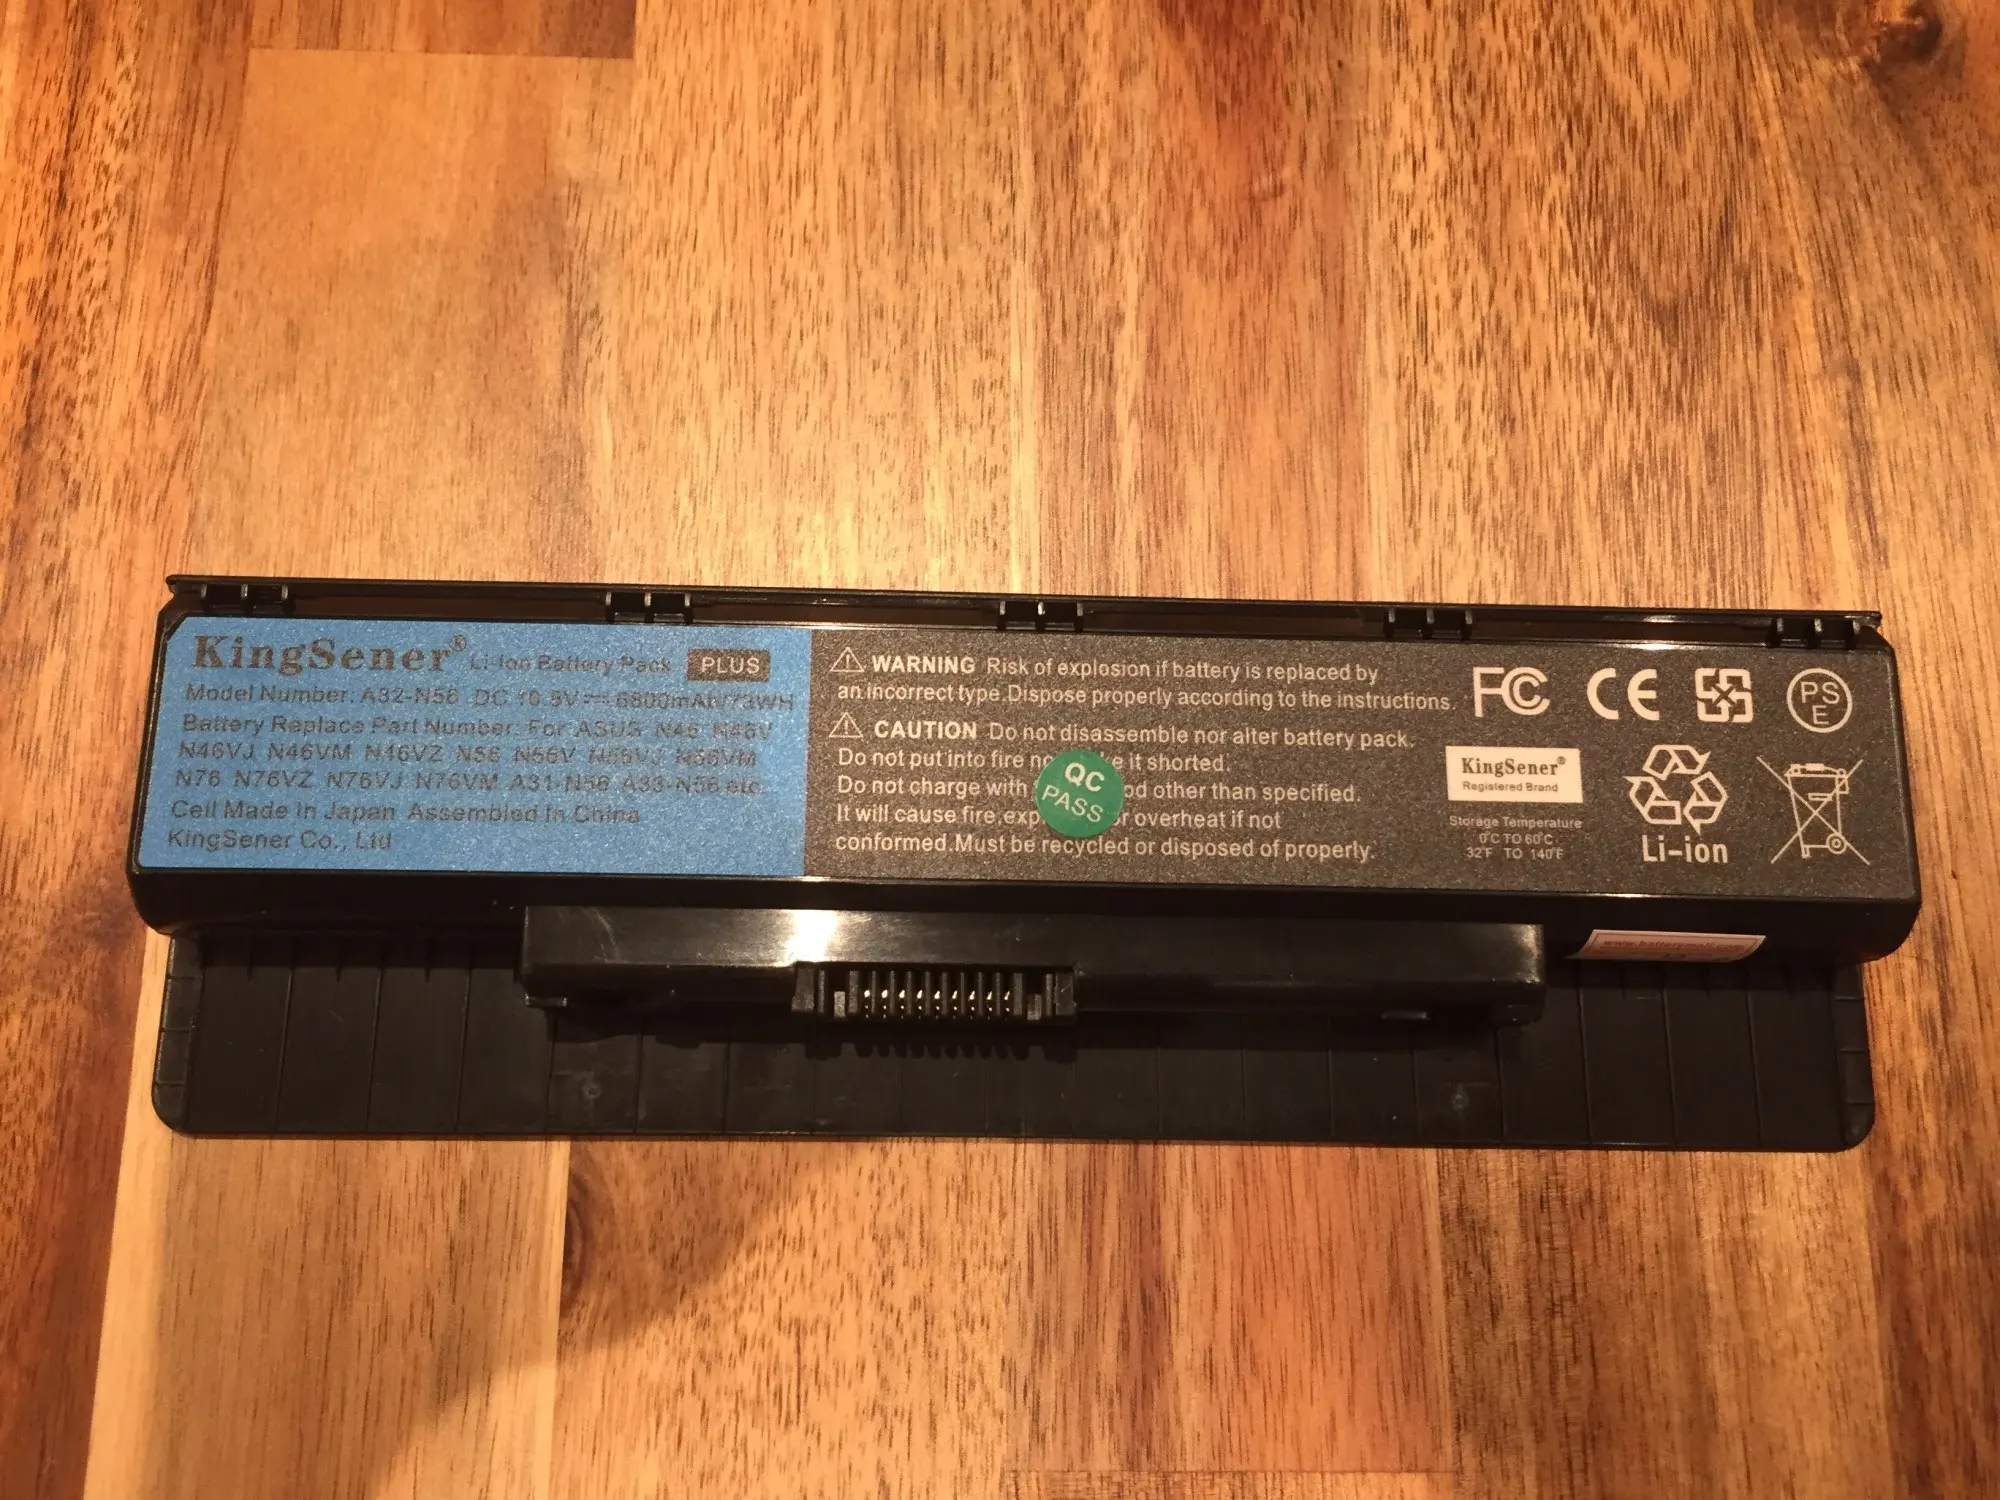 KingSener® Li-Ion Battery Pack PLUS
Model Number: A32-N56 DC 10.8V 6800mAh/73WH
Battery Replace Part Number: For ASUS N46 N46V
N46VJ N46VM N46VZ N56 N56V N56VJ N56VM
N76 N76VZ N76VJ N76VM A31-N56 A33-N56 etc.
Cell Made In Japan Assembled In China
KingSener Co., Ltd
WARNING Risk of explosion if battery is replaced by
an incorrect type.Dispose properly according to the instructions.
CAUTION Do not disassemble nor alter battery pack.
Do not put into fire it shorted.
Do not charge with other than specified.
It will cause fire, overheat if not
conformed.Must be recycled or disposed of properly.
QC
PASS
FC CE PSE
KingSener®
Registered Brand
Storage Temperature
0°C TO 60°C
32°F TO 140°F
Li-ion